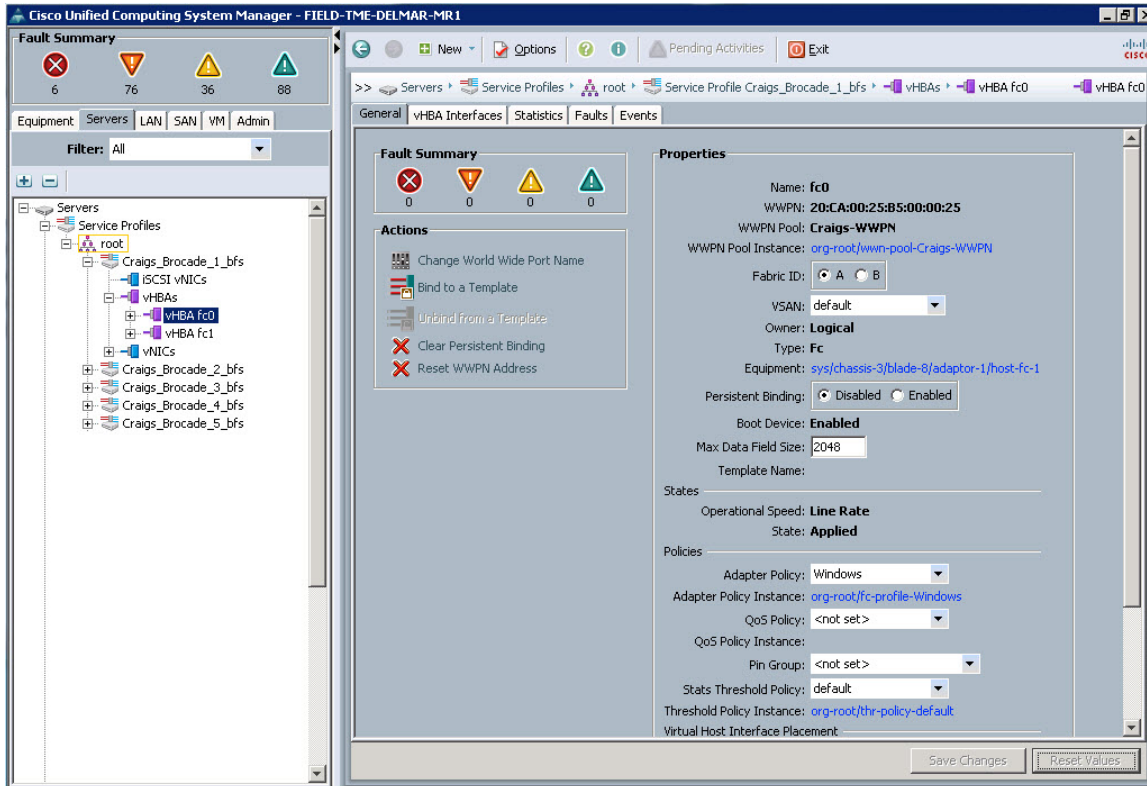 Cisco Unified Computing System Manager - FIELD-TME-DELMAR-MR1
Fault Summary
6 76 36 88
Equipment Servers LAN SAN VM Admin
Filter: All
Servers
Service Profiles
root
Craigs_Brocade_1_bfs
iSCSI vNICs
vHBAs
vHBA fc0
vHBA fc1
vNICs
Craigs_Brocade_2_bfs
Craigs_Brocade_3_bfs
Craigs_Brocade_4_bfs
Craigs_Brocade_5_bfs
New Options Pending Activities Exit
cisco
>> Servers Service Profiles root Service Profile Craigs_Brocade_1_bfs vHBAs vHBA fc0 vHBA fc0
General vHBA Interfaces Statistics Faults Events
Fault Summary
0 0 0 0
Actions
Change World Wide Port Name
Bind to a Template
Unbind from a Template
Clear Persistent Binding
Reset WWPN Address
Properties
Name: fc0
WWPN: 20:CA:00:25:B5:00:00:25
WWPN Pool: Craigs-WWPN
WWPN Pool Instance: org-root/wwn-pool-Craigs-WWPN
Fabric ID: A B
VSAN: default
Owner: Logical
Type: Fc
Equipment: sys/chassis-3/blade-8/adaptor-1/host-fc-1
Persistent Binding: Disabled Enabled
Boot Device: Enabled
Max Data Field Size: 2048
Template Name:
States
Operational Speed: Line Rate
State: Applied
Policies
Adapter Policy: Windows
Adapter Policy Instance: org-root/fc-profile-Windows
QoS Policy: <not set>
QoS Policy Instance:
Pin Group: <not set>
Stats Threshold Policy: default
Threshold Policy Instance: org-root/thr-policy-default
Virtual Host Interface Placement
Save Changes Reset Values